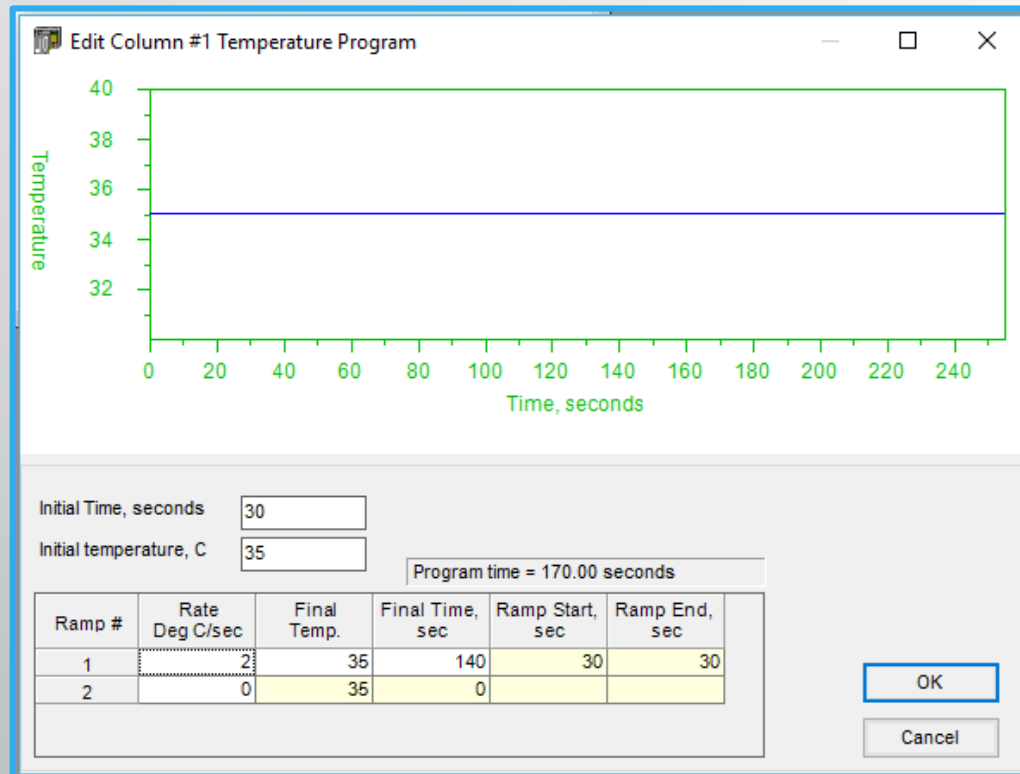 Edit Column #1 Temperature Program
40
38
36
34
32
Temperature
0 20 40 60 80 100 120 140 160 180 200 220 240
Time, seconds
Initial Time, seconds 30
Initial temperature, C 35
Program time = 170.00 seconds
Ramp # Rate Deg C/sec Final Temp. Final Time, sec Ramp Start, sec Ramp End, sec
1 2 35 140 30 30
2 0 35 0
OK
Cancel